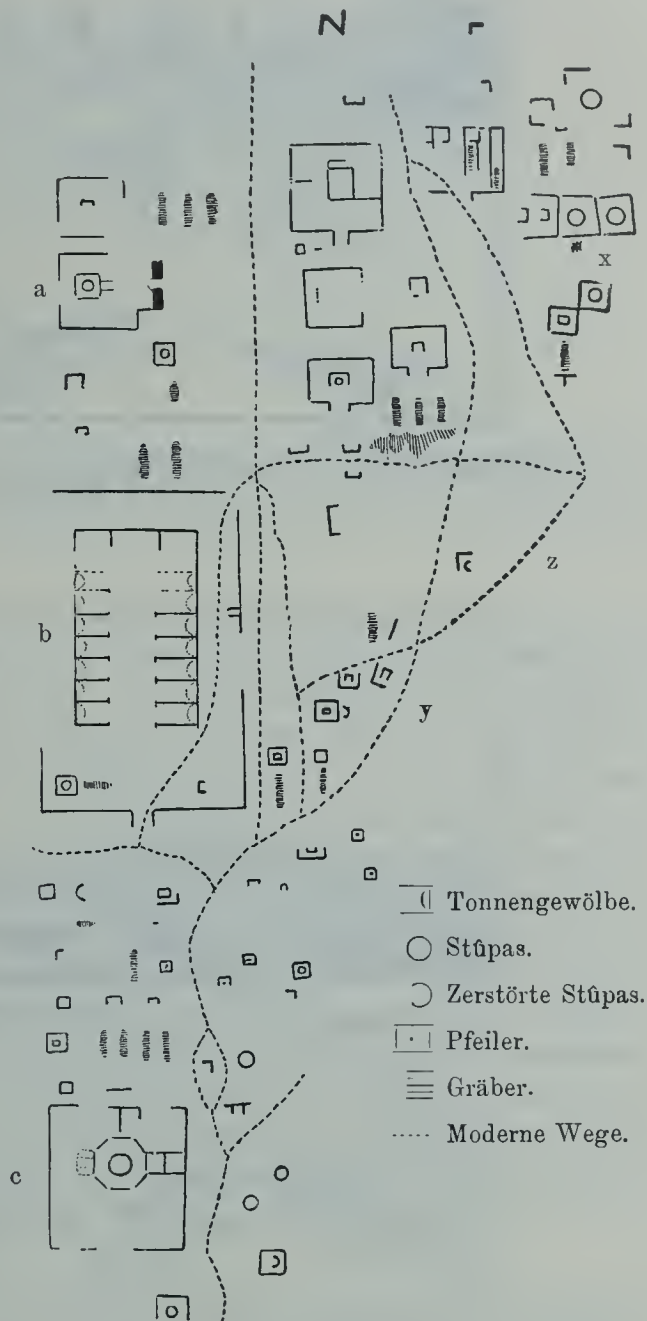 N
a
x
z
b
y
Tonnengewölbe.
Stûpas.
Zerstörte Stûpas.
Pfeiler.
Gräber.
Moderne Wege.
c